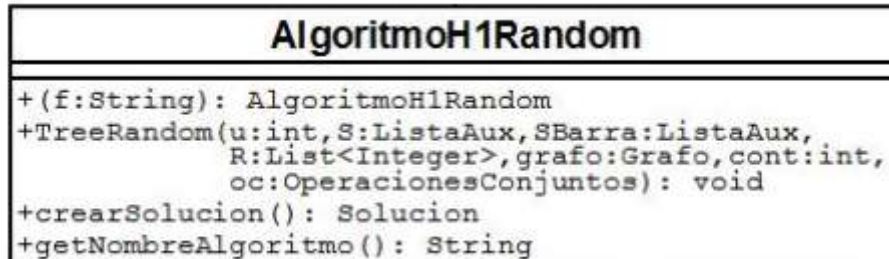 AlgoritmoH1Random
+(f:String): AlgoritmoH1Random
+TreeRandom(u:int,S:ListaAux,SBarra:ListaAux,
R:List<Integer>,grafo:Grafo,cont:int,
oc:OperacionesConjuntos): void
+crearSolucion(): Solucion
+getNombreAlgoritmo(): String